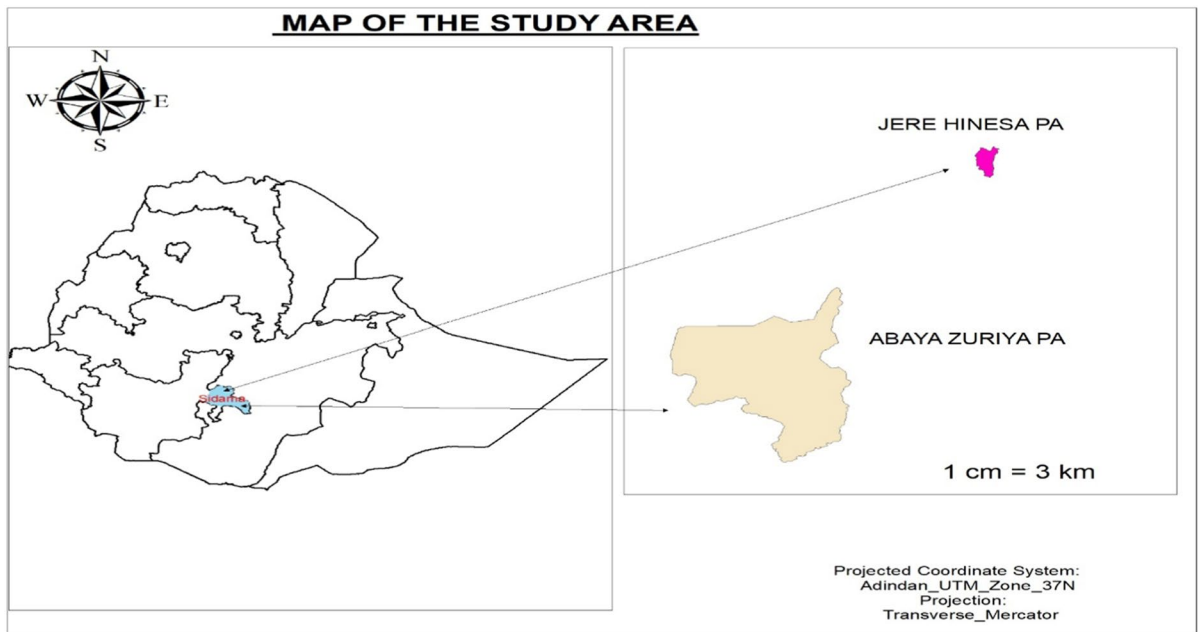 MAP OF THE STUDY AREA
N
W
E
S
Sidama
JERE HINESA PA
ABAYA ZURIYA PA
1 cm = 3 km
Projected Coordinate System:
Adindan_UTM_Zone_37N
Projection:
Transverse_Mercator